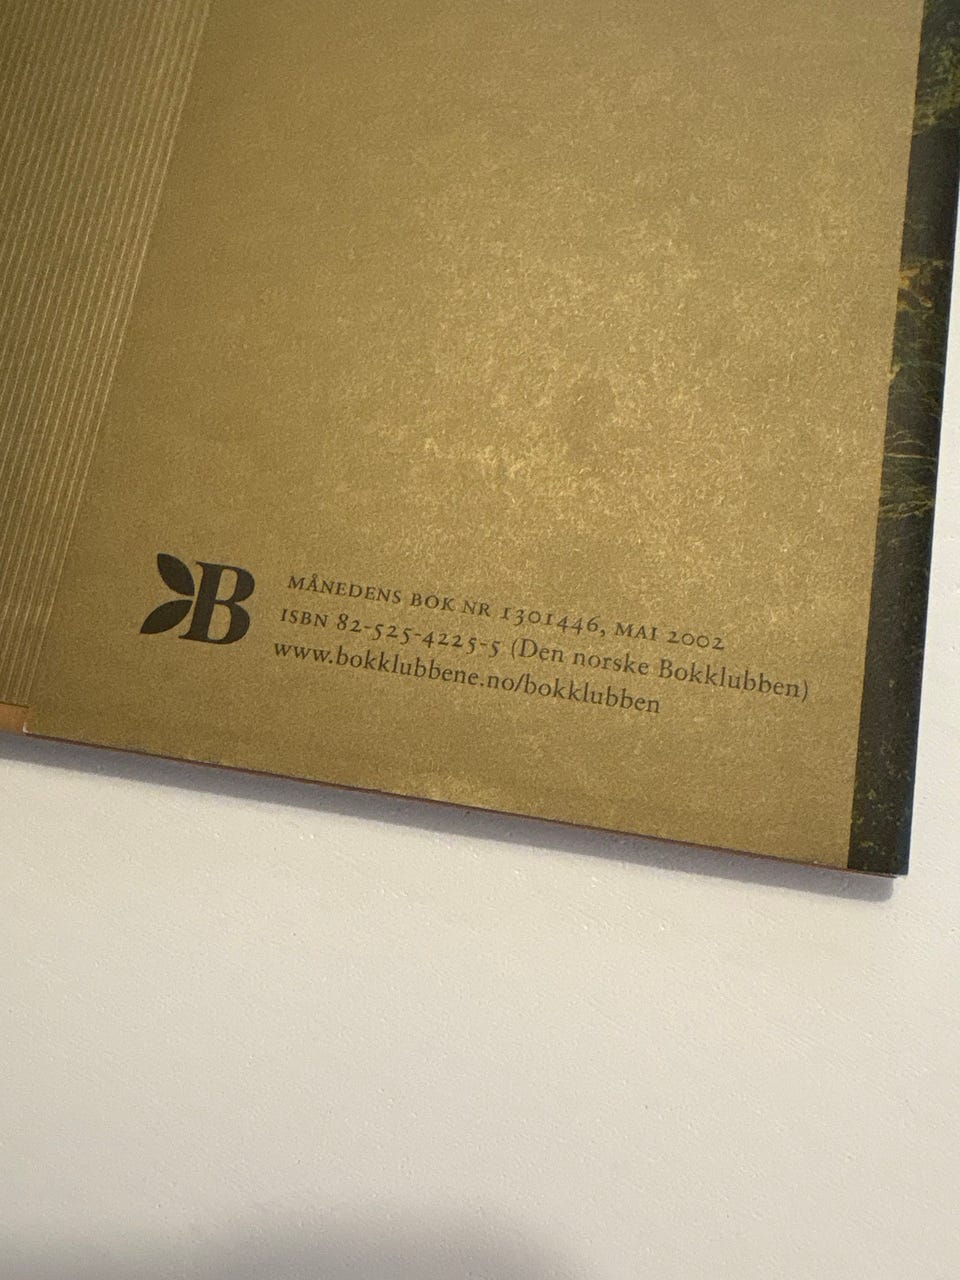 B
MÅNEDENS BOK NR 1301446, MAI 2002
ISBN 82-525-4225-5 (Den norske Bokklubben)
www.bokklubbene.no/bokklubben